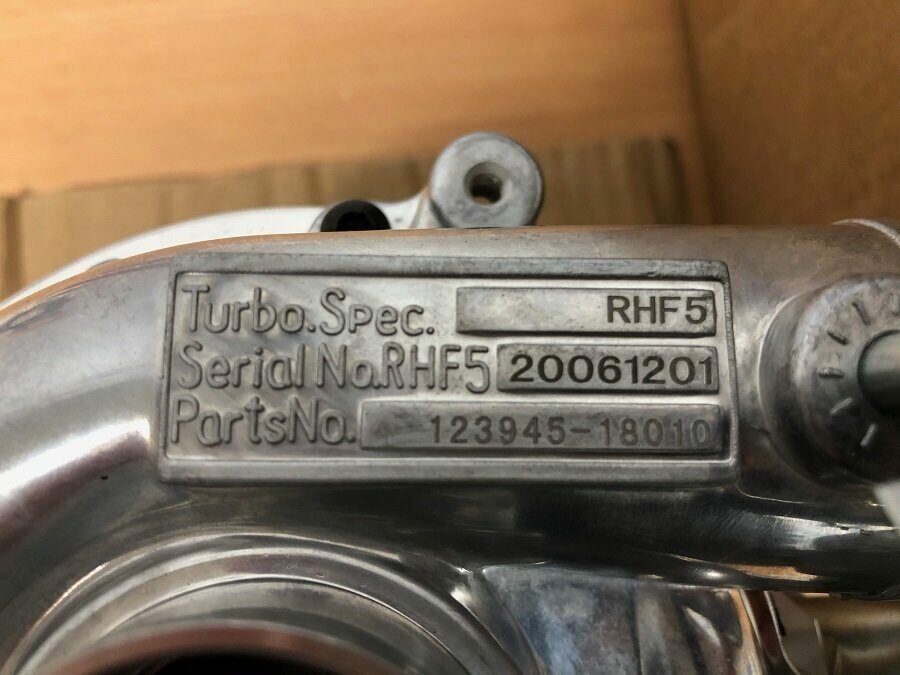 Turbo.Spec. RHF5
Serial No.RHF5 20061201
PartsNo. 123945-18010